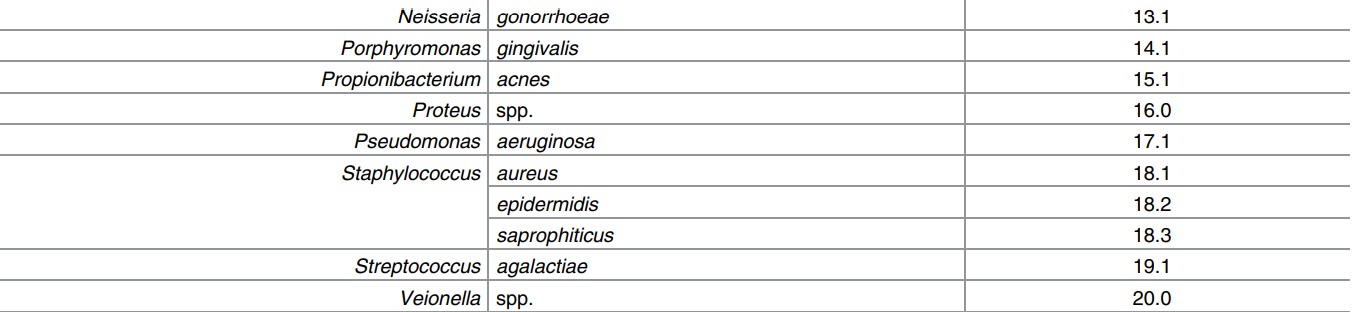 Neisseria gonorrhoeae 13.1
Porphyromonas gingivalis 14.1
Propionibacterium acnes 15.1
Proteus spp. 16.0
Pseudomonas aeruginosa 17.1
Staphylococcus aureus 18.1
epidermidis 18.2
saprophiticus 18.3
Streptococcus agalactiae 19.1
Veionella spp. 20.0